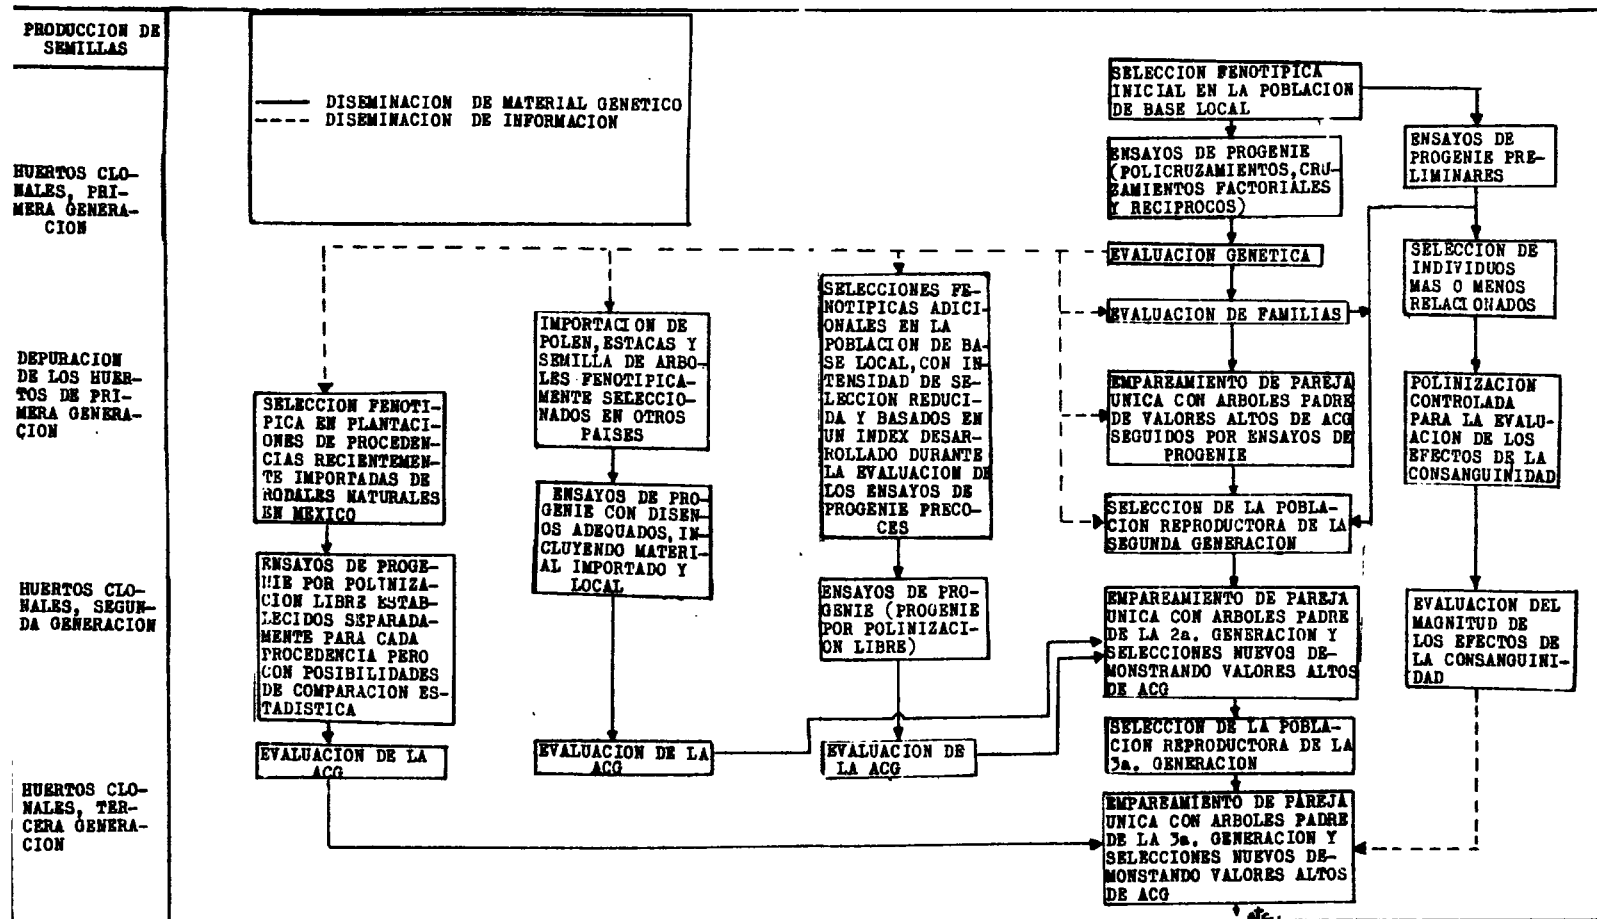 PRODUCCION DE
SEMILLAS
HUERTOS CLO-
NALES, PRI-
MERA GENERA-
CION
DEPURACION
DE LOS HUER-
TOS DE PRI-
MERA GENERA-
CION
HUERTOS CLO-
NALES, SEGUN-
DA GENERACION
HUERTOS CLO-
NALES, TER-
CERA GENERA-
CION
DISEMINACION DE MATERIAL GENETICO
DISEMINACION DE INFORMACION
SELECCION FENOTI-
PICA EN PLANTACI-
ONES DE PROCEDEN-
CIAS RECIENTEMEN-
TE IMPORTADAS DE
RODALES NATURALES
EN MEXICO
ENSAYOS DE PROGE-
NIE POR POLINIZA-
CION LIBRE ESTAB-
LECIDOS SEPARADA-
MENTE PARA CADA
PROCEDENCIA PERO
CON POSIBILIDADES
DE COMPARACION ES-
TADISTICA
EVALUACION DE LA
ACG
IMPORTACION DE
POLEN, ESTACAS Y
SEMILLA DE ARBO-
LES FENOTIPICA-
MENTE SELECCIO-
NADOS EN OTROS
PAISES
ENSAYOS DE PRO-
GENIE CON DISEN-
OS ADEQUADOS, IN-
CLUYENDO MATERI-
AL IMPORTADO Y
LOCAL
EVALUACION DE LA
ACG
SELECCIONES FE-
NOTIPICAS ADICI-
ONALES EN LA
POBLACION DE BA-
SE LOCAL, CON IN-
TENSIDAD DE SE-
LECCION REDUCI-
DA Y BASADOS EN
UN INDEX DESAR-
ROLLADO DURANTE
LA EVALUACION DE
LOS ENSAYOS DE
PROGENIE PRECO-
CES
ENSAYOS DE PRO-
GENIE (PROGENIE
POR POLINIZACI-
ON LIBRE)
EVALUACION DE
LA ACG
SELECCION FENOTIPICA
INICIAL EN LA POBLACION
DE BASE LOCAL
ENSAYOS DE PROGENIE
(POLICRUZAMIENTOS, CRU-
ZAMIENTOS FACTORIALES
Y RECIPROCOS)
EVALUACION GENETICA
EVALUACION DE FAMILIAS
EMPAREAMIENTO DE PAREJA
UNICA CON ARBOLES PADRE
DE VALORES ALTOS DE ACG
SEGUIDOS POR ENSAYOS DE
PROGENIE
SELECCION DE LA POBLA-
CION REPRODUCTORA DE LA
SEGUNDA GENERACION
EMPAREAMIENTO DE PAREJA
UNICA CON ARBOLES PADRE
DE LA 2a. GENERACION Y
SELECCIONES NUEVOS DE-
MONSTRANDO VALORES ALTOS
DE ACG
SELECCION DE LA POBLA-
CION REPRODUCTORA DE LA
3a. GENERACION
EMPAREAMIENTO DE PAREJA
UNICA CON ARBOLES PADRE
DE LA 3a. GENERACION Y
SELECCIONES NUEVOS DE-
MONSTANDO VALORES ALTOS
DE ACG
etc.
ENSAYOS DE
PROGENIE PRE-
LIMINARES
SELECCION DE
INDIVIDUOS
MAS O MENOS
RELACIONADOS
POLINIZACION
CONTROLADA
PARA LA EVALU-
ACION DE LOS
EFECTOS DE LA
CONSANGUINIDAD
EVALUACION DEL
MAGNITUD DE
LOS EFECTOS DE
LA CONSANGUINI-
DAD